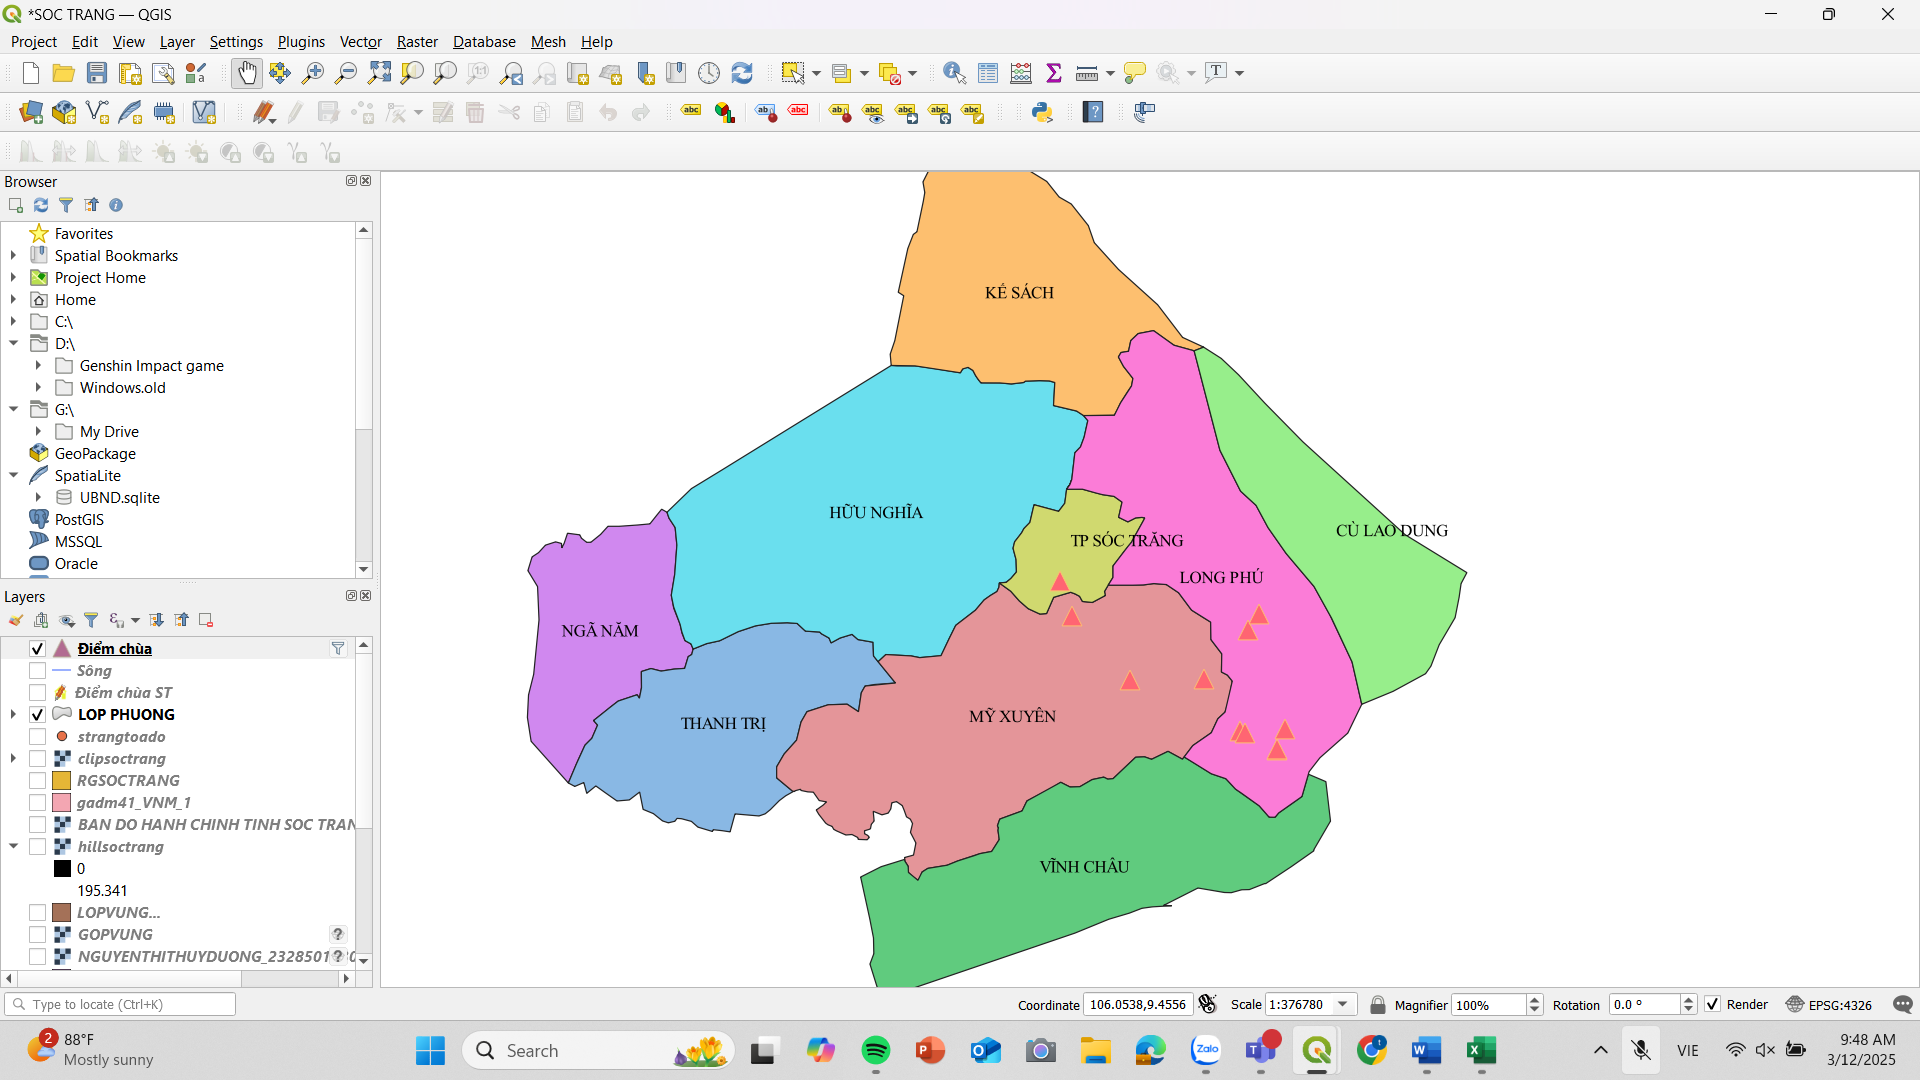 *SOC TRANG — QGIS
Project Edit View Layer Settings Plugins Vector Raster Database Mesh Help
Browser
Favorites
Spatial Bookmarks
Project Home
Home
C:\
D:\
Genshin Impact game
Windows.old
G:\
My Drive
GeoPackage
SpatiaLite
UBND.sqlite
PostGIS
MSSQL
Oracle
Layers
Điểm chùa
Sông
Điểm chùa ST
LOP PHUONG
strangtoado
clipsoctrang
RGSOCTRANG
gadm41_VNM_1
BAN DO HANH CHINH TINH SOC TRAN
hillsoctrang
0
195.341
LOPVUNG...
GOPVUNG
NGUYENTHITHUYDUONG_2328501
KẾ SÁCH
HỮU NGHĨA
TP SÓC TRĂNG
CÙ LAO DUNG
LONG PHÚ
NGÃ NĂM
THANH TRỊ
MỸ XUYÊN
VĨNH CHÂU
Type to locate (Ctrl+K)
Coordinate 106.0538,9.4556 Scale 1:376780 Magnifier 100% Rotation 0.0 ° Render EPSG:4326
2
88°F
Mostly sunny
Search
Zalo
VIE
9:48 AM
3/12/2025